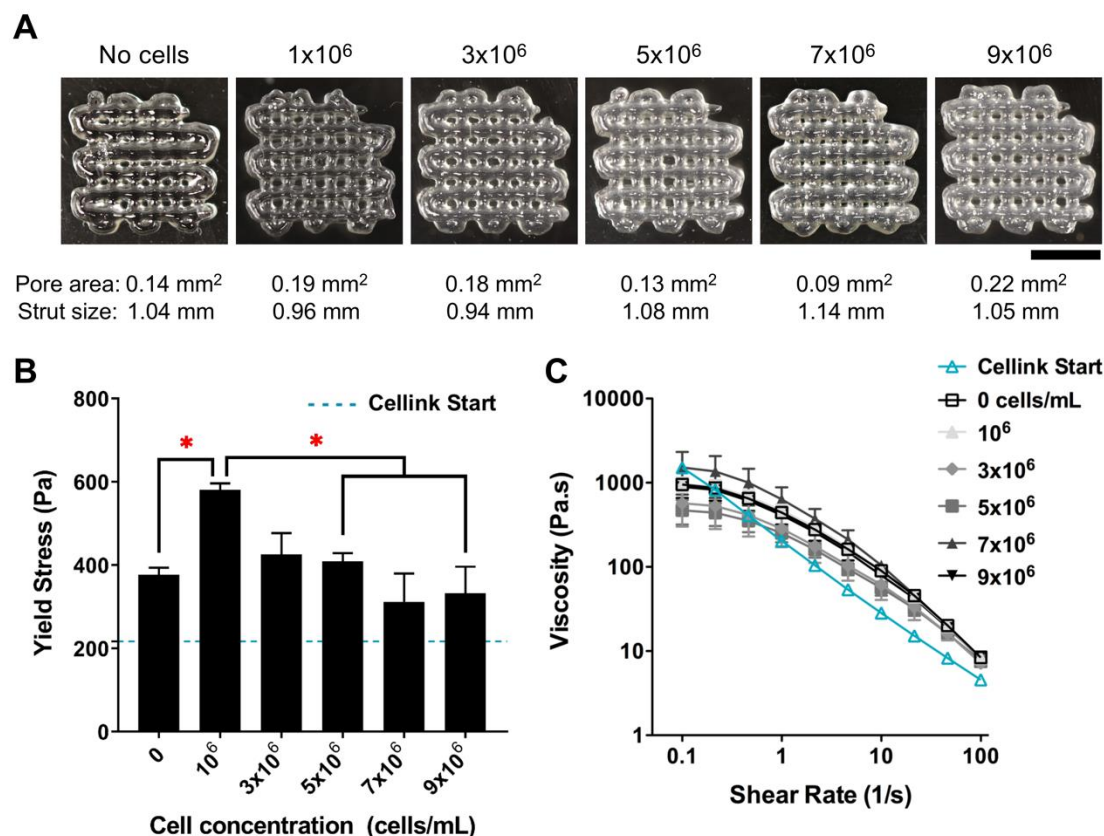 A
No cells 1x10⁶ 3x10⁶ 5x10⁶ 7x10⁶ 9x10⁶
Pore area: 0.14 mm² 0.19 mm² 0.18 mm² 0.13 mm² 0.09 mm² 0.22 mm²
Strut size: 1.04 mm 0.96 mm 0.94 mm 1.08 mm 1.14 mm 1.05 mm
B
Cellink Start
* *
Yield Stress (Pa)
800
600
400
200
0
0 10⁶ 3x10⁶ 5x10⁶ 7x10⁶ 9x10⁶
Cell concentration (cells/mL)
C
Cellink Start
0 cells/mL
10⁶
3x10⁶
5x10⁶
7x10⁶
9x10⁶
Viscosity (Pa.s)
10000
1000
100
10
1
0.1 1 10 100
Shear Rate (1/s)